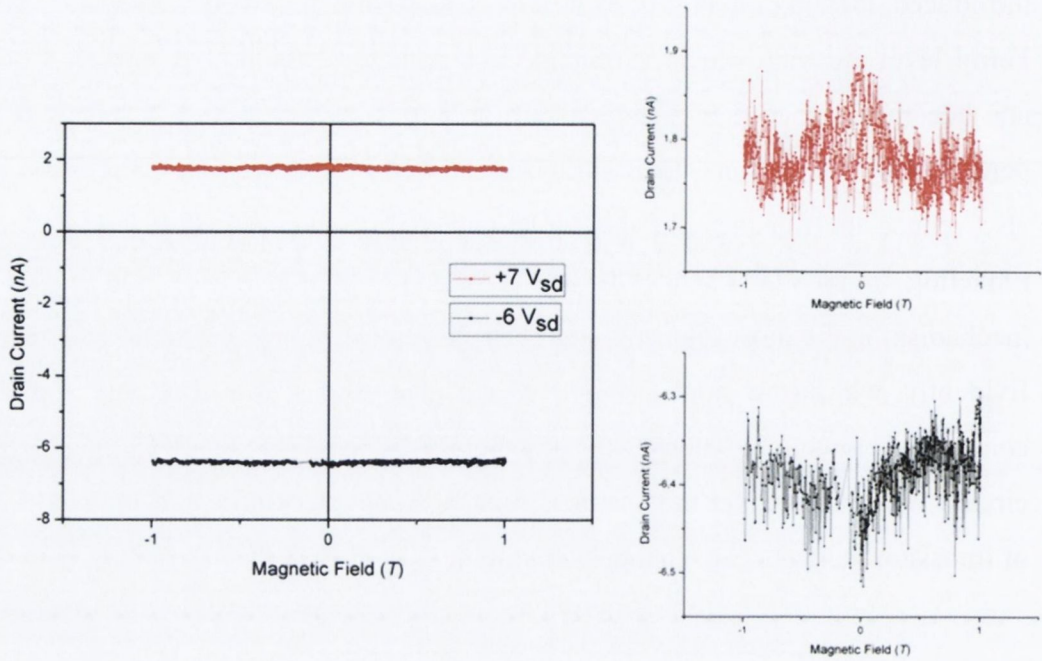 Drain Current (nA)
2
0
-2
-4
-6
-8
-1
0
1
Magnetic Field (T)
+7 Vsd
-6 Vsd
Drain Current (nA)
1.9
1.8
1.7
-1
0
1
Magnetic Field (T)
Drain Current (nA)
-6.3
-6.4
-6.5
-1
0
1
Magnetic Field (T)